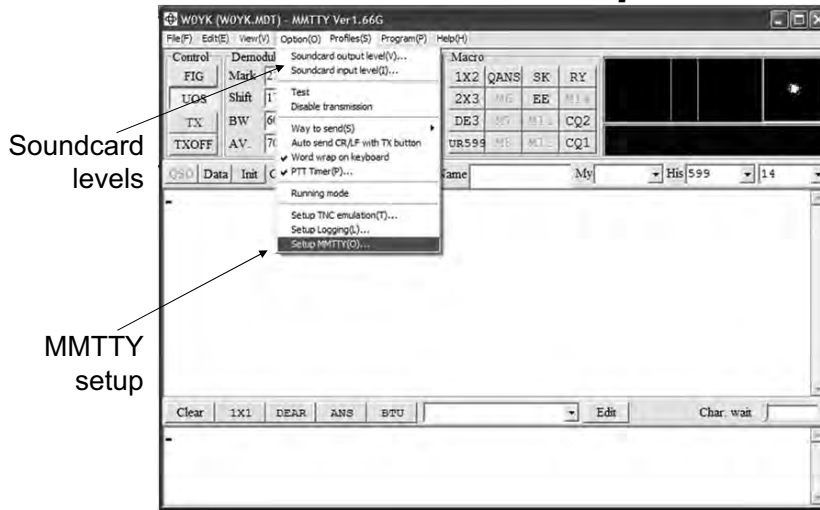 W0YK (W0YK.MDT) - MMTTY Ver1.66G
File(F) Edit(E) View(V) Option(O) Profiles(S) Program(P) Help(H)
Control
FIG
UOS
TX
TXOFF
Mark
Shift
BW
AV.
Soundcard output level(V)...
Soundcard input level(I)...
Test
Disable transmission
Way to send(S)
Auto send CR/LF with TX button
Word wrap on keyboard
PTT Timer(P)...
Running mode
Setup TNC emulation(T)...
Setup Logging(L)...
Setup MMTTY(O)...
Macro
1X2 QANS SK RY
2X3 M6 EE
DE3 CQ2
UR599 CQ1
QSO Data Init
Name My His 599 14
Soundcard
levels
MMTTY
setup
Clear 1X1 DEAR ANS BTU Edit Char. wait